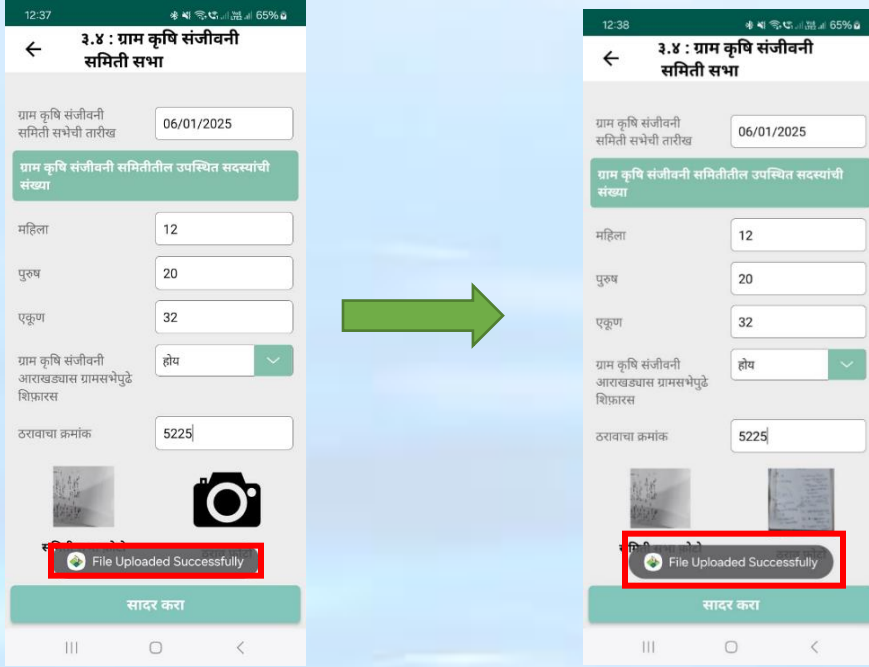 12:37
65%
३.४ : ग्राम कृषि संजीवनी
समिती सभा
ग्राम कृषि संजीवनी
समिती सभेची तारीख
06/01/2025
ग्राम कृषि संजीवनी समितीतील उपस्थित सदस्यांची
संख्या
महिला
12
पुरुष
20
एकूण
32
ग्राम कृषि संजीवनी
आराखड्यास ग्रामसभेपुढे
शिफ़ारस
होय
ठरावाचा क्रमांक
5225
File Uploaded Successfully
सादर करा
12:38
65%
३.४ : ग्राम कृषि संजीवनी
समिती सभा
ग्राम कृषि संजीवनी
समिती सभेची तारीख
06/01/2025
ग्राम कृषि संजीवनी समितीतील उपस्थित सदस्यांची
संख्या
महिला
12
पुरुष
20
एकूण
32
ग्राम कृषि संजीवनी
आराखड्यास ग्रामसभेपुढे
शिफ़ारस
होय
ठरावाचा क्रमांक
5225
समिती सभा फ़ोटो
File Uploaded Successfully
सादर करा